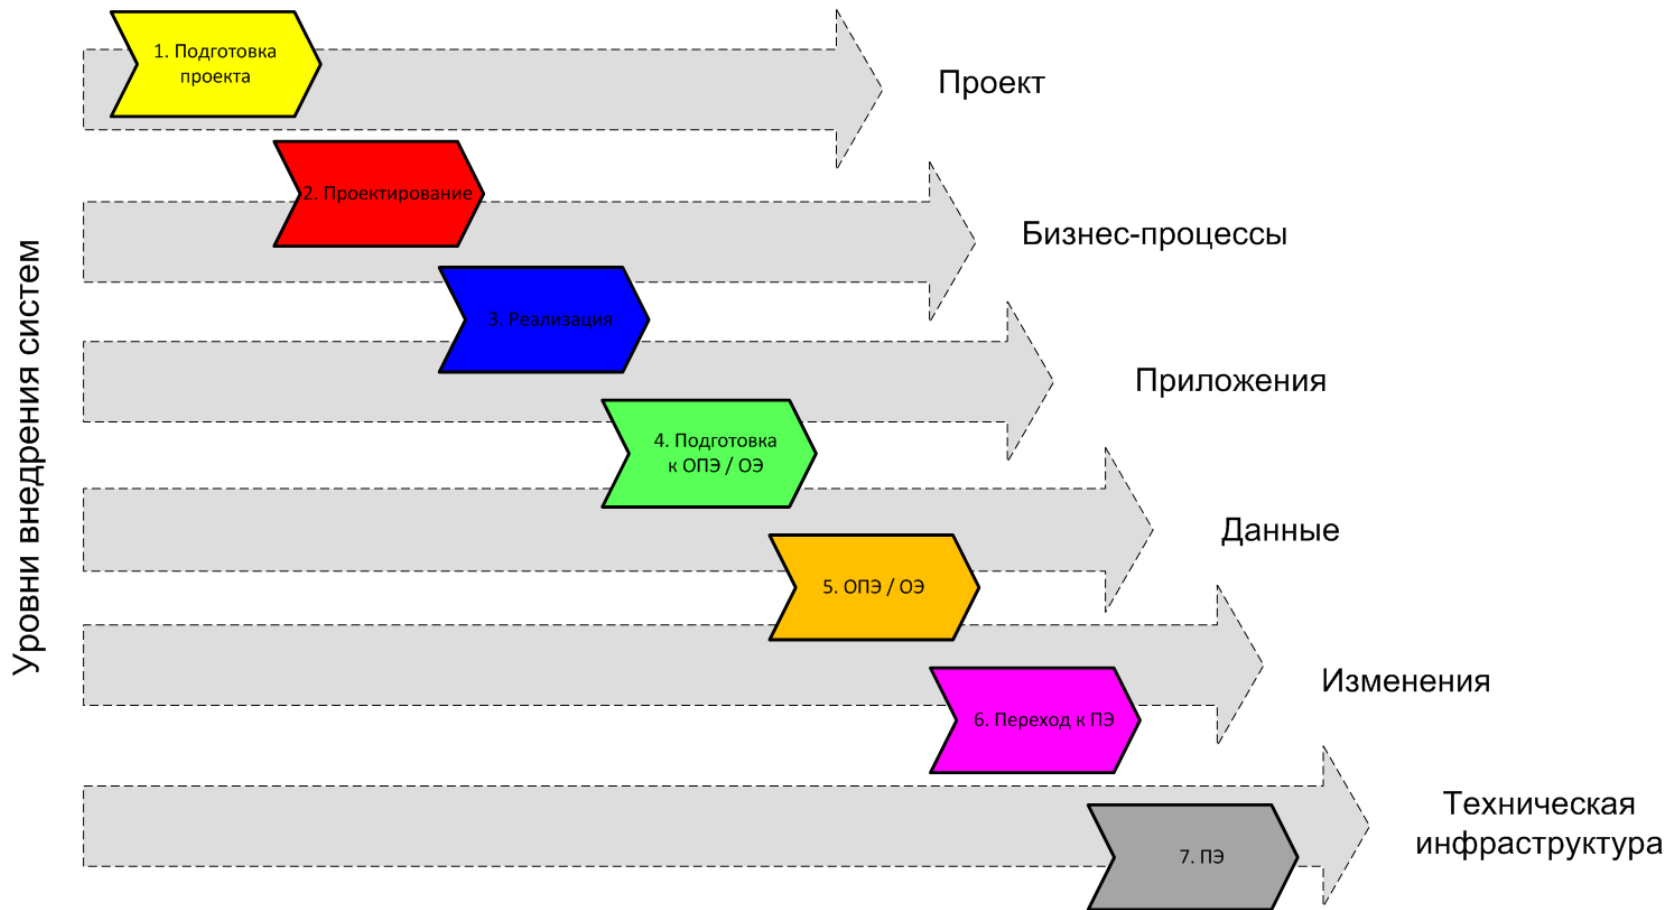 1. Подготовка
проекта
Проект
2. Проектирование
Бизнес-процессы
3. Реализация
Приложения
4. Подготовка
к ОПЭ / ОЭ
Данные
5. ОПЭ / ОЭ
Изменения
6. Переход к ПЭ
Техническая
инфраструктура
7. ПЭ
Уровни внедрения систем